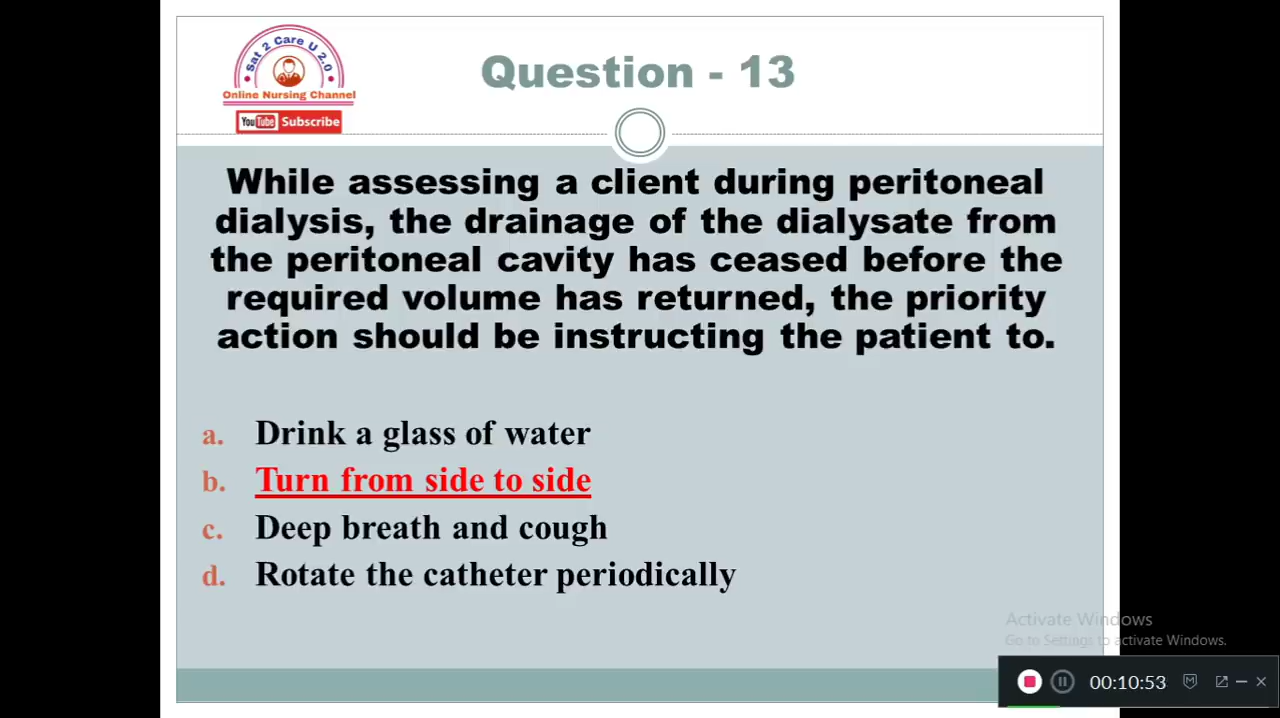 Sat 2 Care U 2.0
Online Nursing Channel
YouTube Subscribe
Question - 13
While assessing a client during peritoneal
dialysis, the drainage of the dialysate from
the peritoneal cavity has ceased before the
required volume has returned, the priority
action should be instructing the patient to.
a. Drink a glass of water
b. Turn from side to side
c. Deep breath and cough
d. Rotate the catheter periodically
Activate Windows
Go to Settings to activate Windows.
00:10:53